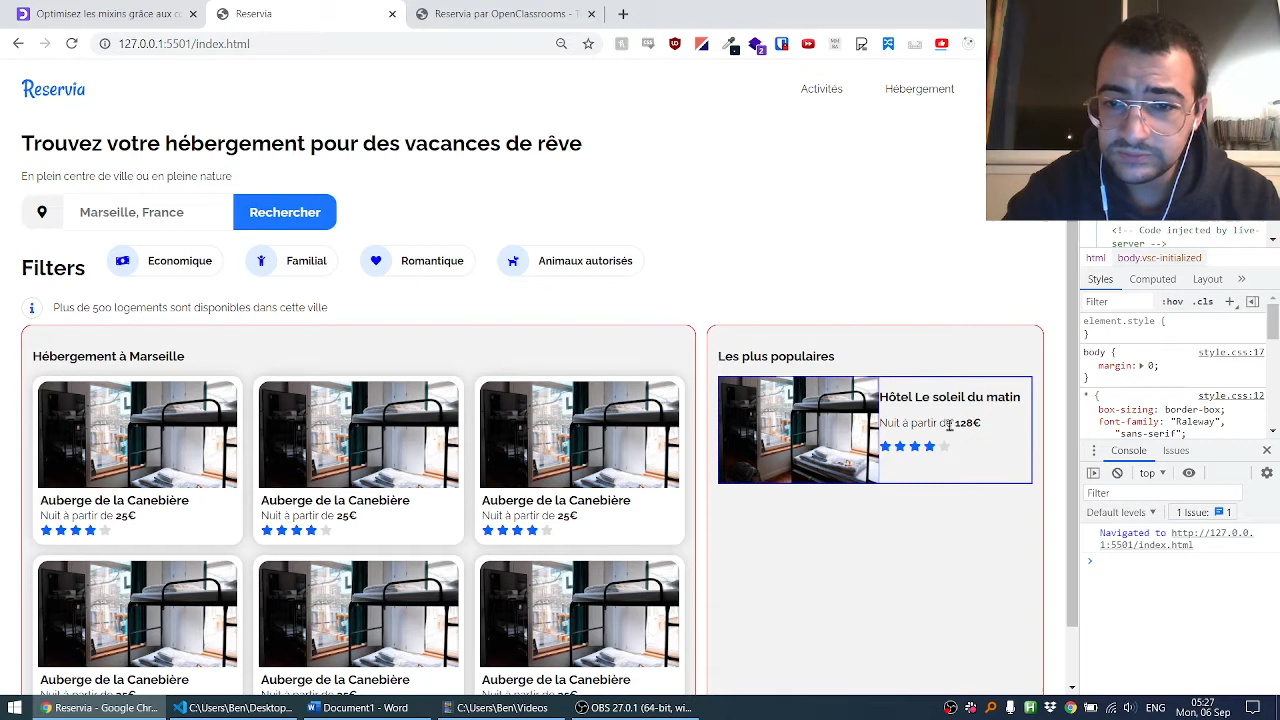 Optimisez les mixins grâce aux c
Reservia
Reservia par OpenClassrooms - T
127.0.0.1:5507/index.html
Reservia
Activités
Hébergement
Trouvez votre hébergement pour des vacances de rêve
En plein centre de ville ou en pleine nature
Marseille, France
Rechercher
Filters
Economique
Familial
Romantique
Animaux autorisés
Plus de 500 logements sont disponibles dans cette ville
Hébergement à Marseille
Auberge de la Canebière
Nuit à partir de 25€
Auberge de la Canebière
Nuit à partir de 25€
Auberge de la Canebière
Nuit à partir de 25€
Auberge de la Canebière
Auberge de la Canebière
Auberge de la Canebière
Les plus populaires
Hôtel Le soleil du matin
Nuit à partir de 128€
<!-- Code injected by live-
server -->
html
body.vsc-initialized
Styles
Computed
Layout
Filter
:hov
.cls
element.style {
}
body {
style.css:17
margin: 0;
}
* {
style.css:9
box-sizing: border-box;
font-family: "Raleway",
"sans-serif";
Console
Issues
top
Filter
Default levels
1 Issue:
1
Navigated to http://127.0.0.
1:5501/index.html
Reservia - Google Chr...
C:\Users\Ben\Desktop...
Document1 - Word
C:\Users\Ben\Videos
OBS 27.0.1 (64-bit, wi...
05:27
Mon, 06 Sep